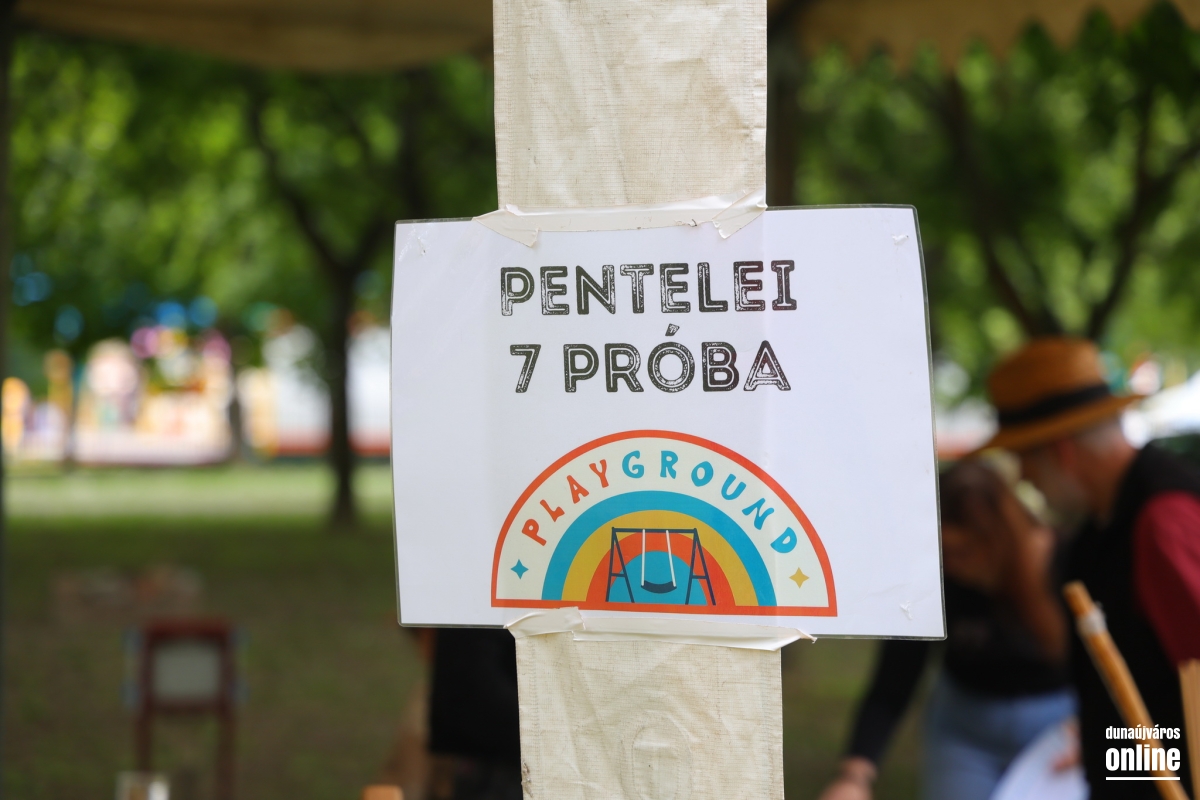 PENTELEI
7 PRÓBA
PLAYGROUND
dunaújváros
online